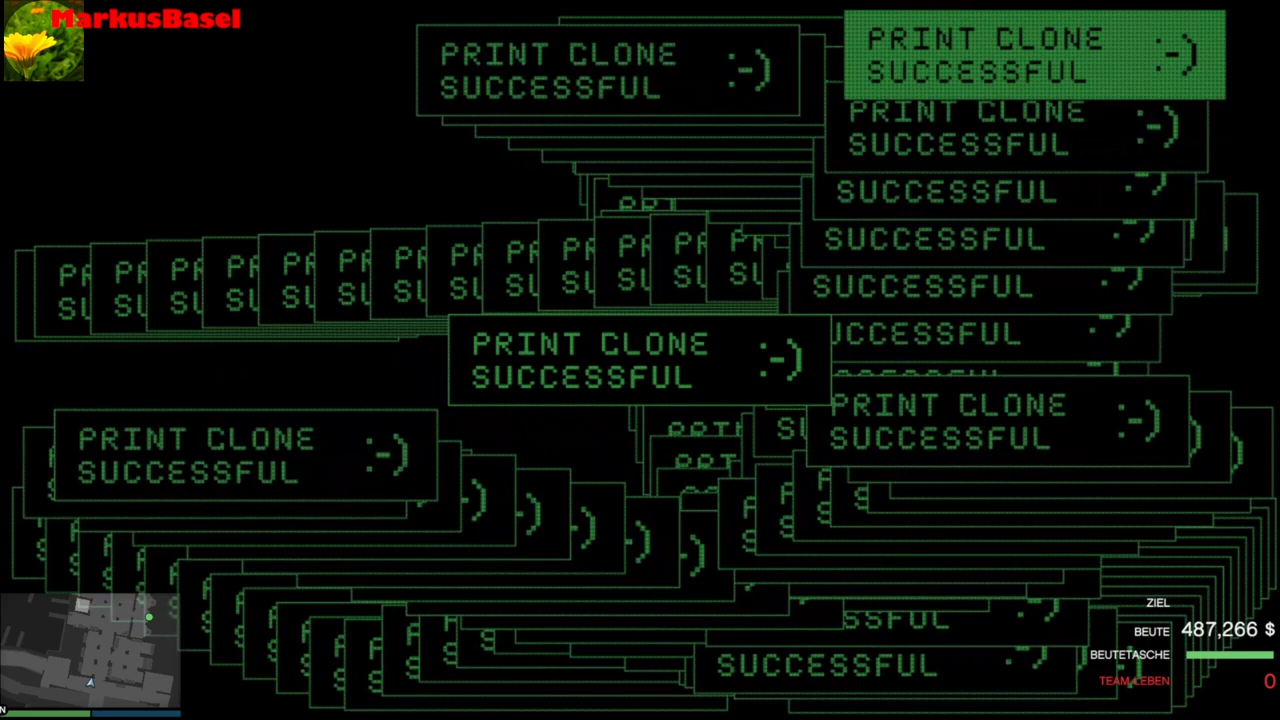 MarkusBasel
PRINT CLONE
SUCCESSFUL :-)
PRINT CLONE
SUCCESSFUL :-)
PRINT CLONE
SUCCESSFUL :-)
SUCCESSFUL
SUCCESSFUL
SUCCESSFUL
PRINT CLONE
SUCCESSFUL :-)
PRINT CLONE
SUCCESSFUL :-)
PRINT CLONE
SUCCESSFUL :-)
SUCCESSFUL
ZIEL
BEUTE 487,266 $
BEUTETASCHE
TEAM-LEBEN 0
N